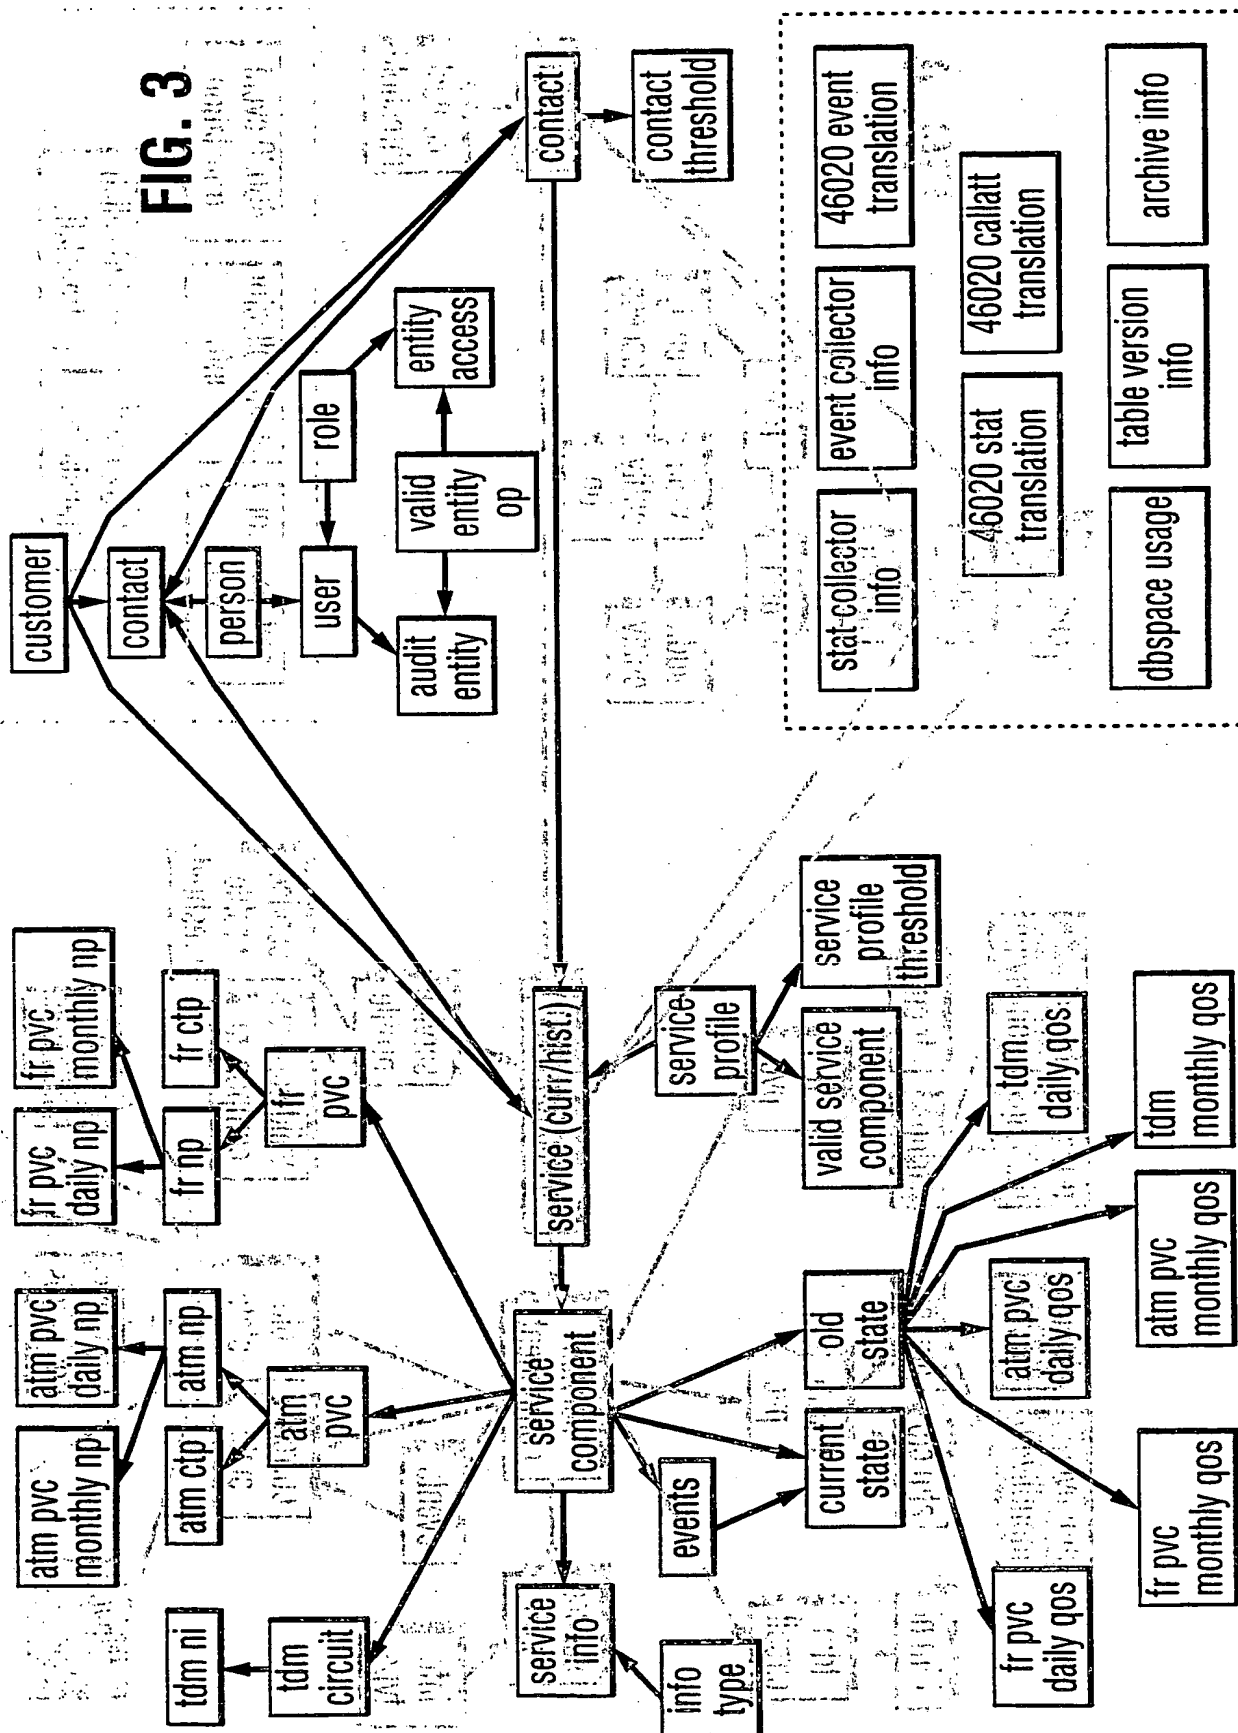 atm pvc
monthly np
atm pvc
daily np
fr pvc
daily np
fr pvc
monthly np
customer
contact
FIG. 3
tdm ni
atm ctp
atm np
fr np
fr ctp
person
tdm
circuit
atm
pvc
fr
pvc
user
role
audit
entity
valid
entity
op
entity
access
service
info
service
component
service (curr/hist.)
contact
info
type
events
service
profile
contact
threshold
current
state
old
state
valid service
component
service
profile
threshold
stat collector
info
event collector
info
46020 event
translation
fr pvc
daily qos
atm pvc
daily qos
tdm
daily qos
46020 stat
translation
46020 callatt
translation
fr pvc
monthly qos
atm pvc
monthly qos
tdm
monthly qos
dbspace usage
table version
info
archive info